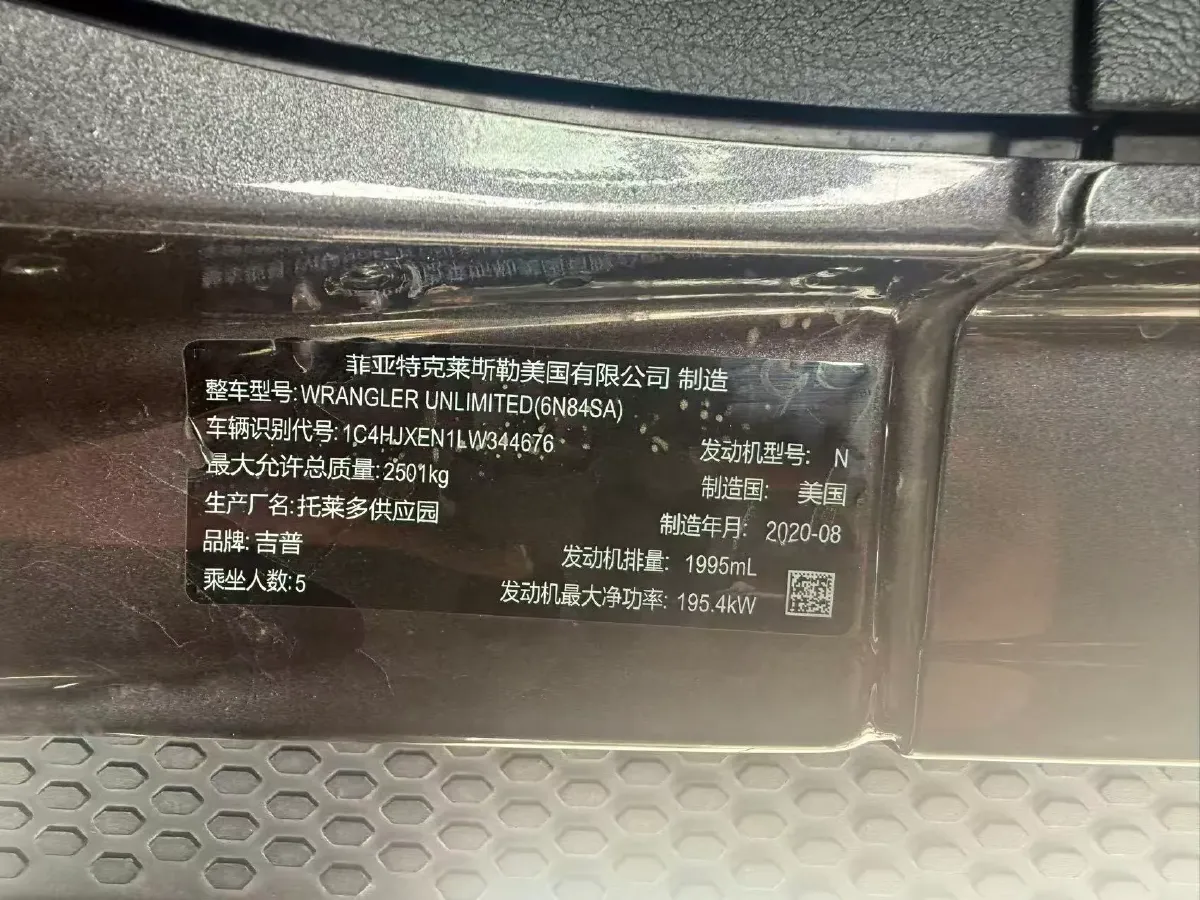 菲亚特克莱斯勒美国有限公司 制造
整车型号:WRANGLER UNLIMITED(6N84SA)
车辆识别代号:1C4HJXEN1LW344676
发动机型号: N
最大允许总质量:2501kg
制造国: 美国
生产厂名:托莱多供应园
制造年月: 2020-08
品牌:吉普
发动机排量: 1995mL
乘坐人数:5
发动机最大净功率: 195.4kW